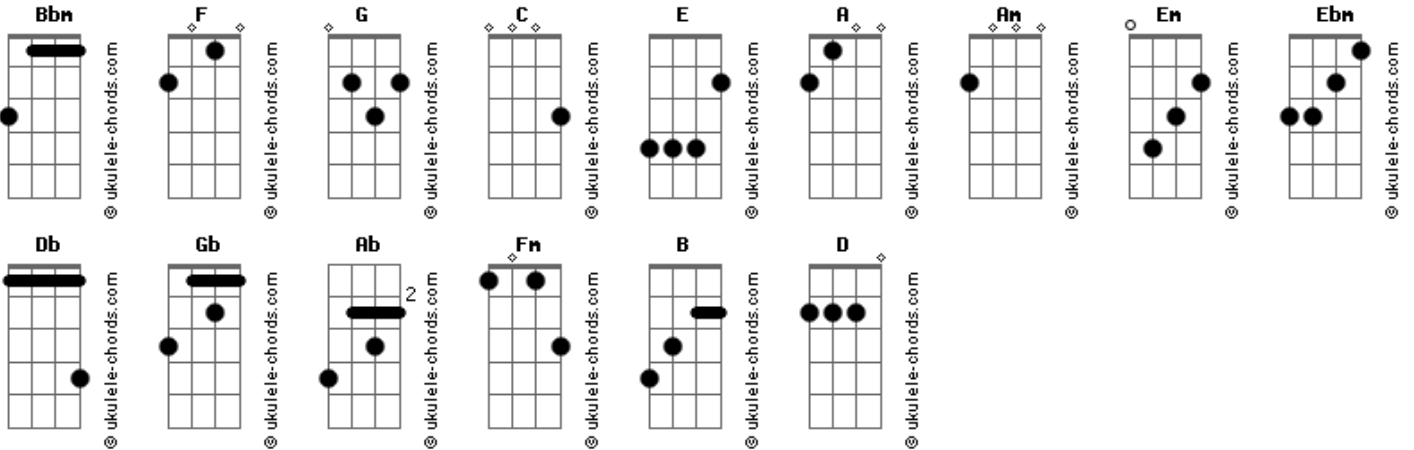 Bbm F G C E A Am Em Ebm
© ukulele-chords.com © ukulele-chords.com © ukulele-chords.com © ukulele-chords.com © ukulele-chords.com © ukulele-chords.com © ukulele-chords.com © ukulele-chords.com © ukulele-chords.com
Db Gb Ab Fm B D
2
© ukulele-chords.com © ukulele-chords.com © ukulele-chords.com © ukulele-chords.com © ukulele-chords.com © ukulele-chords.com